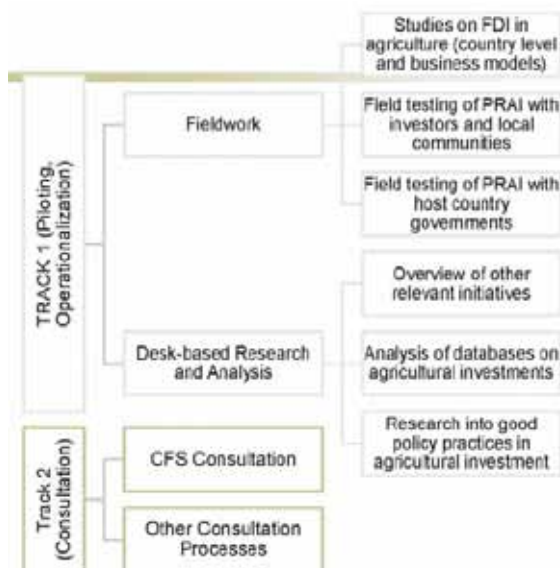 Studies on FDI in
agriculture (country level
and business models)
TRACK 1 (Piloting,
Operationalization)
Fieldwork
Field testing of PRAI with
investors and local
communities
Field testing of PRAI with
host country
governments
Desk-based Research
and Analysis
Overview of other
relevant initiatives
Analysis of databases on
agricultural investments
Research into good
policy practices in
agricultural investment
Track 2
(Consultation)
CFS Consultation
Other Consultation
Processes